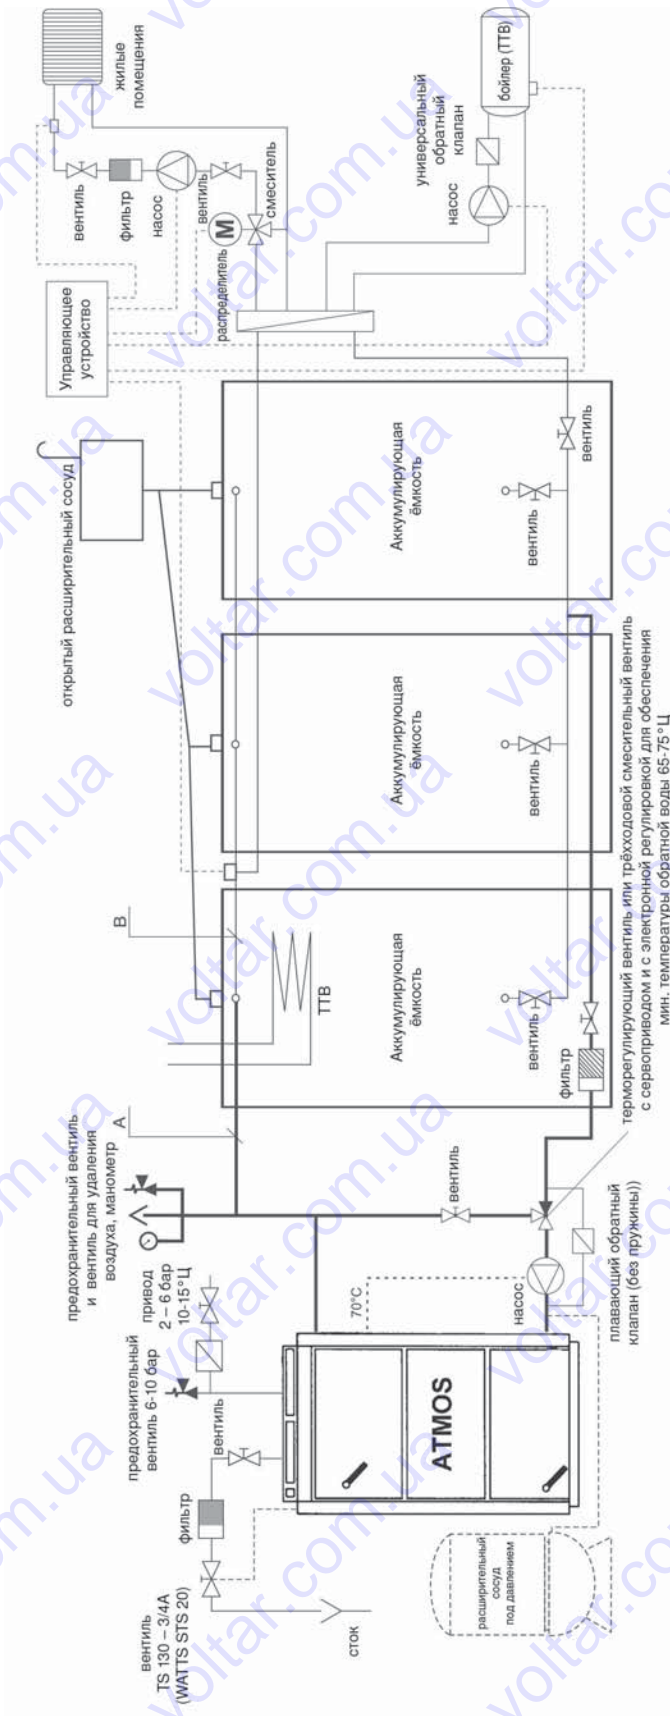 жилые
помещения
вентиль
фильтр
насос
вентиль
смеситель
М
распределитель
Управляющее
устройство
универсальный
обратный
клапан
насос
бойлер (ТТВ)
открытый расширительный сосуд
Аккумулирующая
ёмкость
вентиль
вентиль
Аккумулирующая
ёмкость
вентиль
Аккумулирующая
ёмкость
вентиль
В
ТТВ
А
фильтр
терморегулирующий вентиль или трёхходовой смесительный вентиль
с сервоприводом и с электронной регулировкой для обеспечения
мин. температуры обратной воды 65-75°Ц
предохранительный вентиль
и вентиль для удаления
воздуха, манометр
вентиль
привод
2 – 6 бар
10-15°Ц
предохранительный
вентиль 6-10 бар
вентиль
фильтр
70°С
насос
плавающий обратный
клапан (без пружины))
ATMOS
вентиль
TS 130 – 3/4A
(WATTS STS 20)
сток
расширительный
сосуд
под давлением
voltar.com.ua